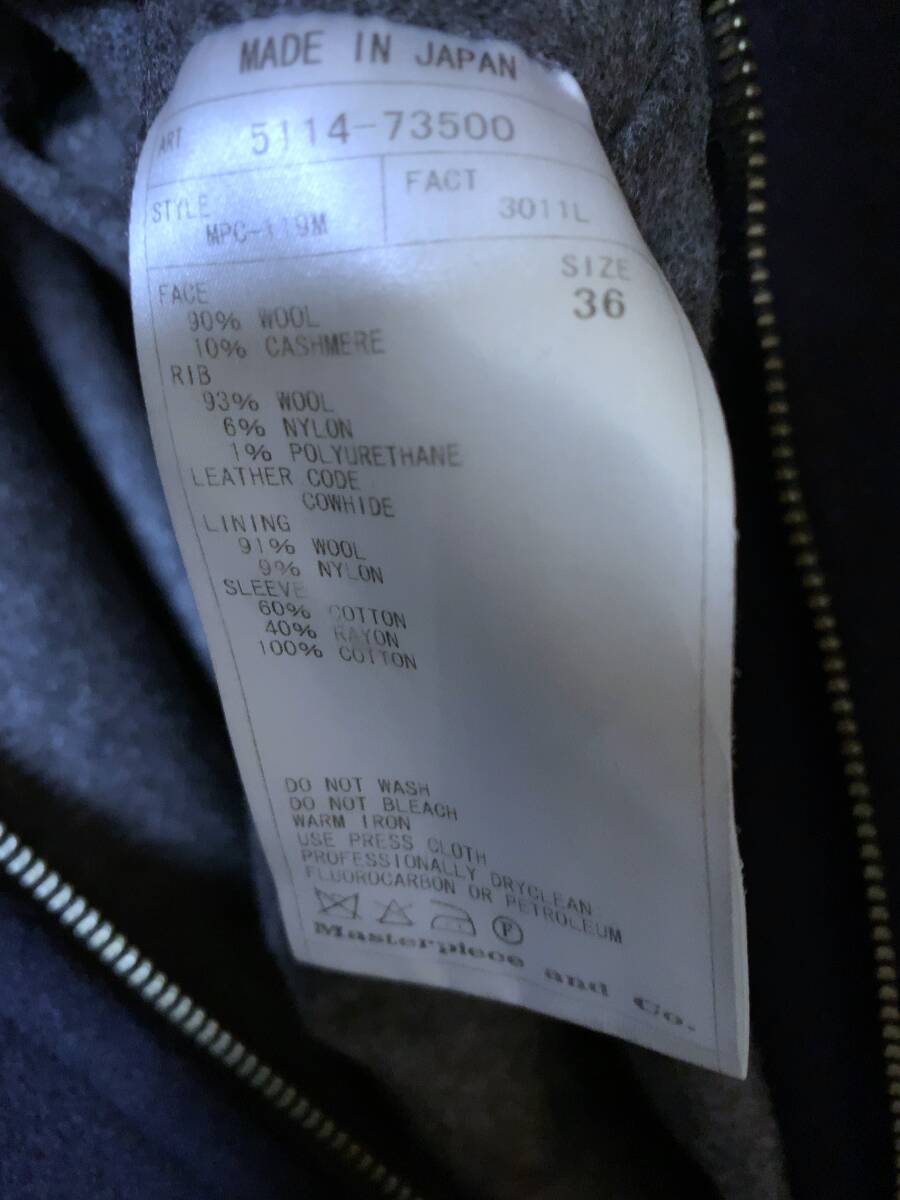 MADE IN JAPAN
ART 5114-73500
STYLE
MPC-119M
FACT
3011L
SIZE
36
FACE
90% WOOL
10% CASHMERE
RIB
93% WOOL
6% NYLON
1% POLYURETHANE
LEATHER CODE
COWHIDE
LINING
91% WOOL
9% NYLON
SLEEVE
60% COTTON
40% RAYON
100% COTTON
DO NOT WASH
DO NOT BLEACH
WARM IRON
USE PRESS CLOTH
PROFESSIONALLY DRYCLEAN
FLUOROCARBON OR PETROLEUM
P
Masterpiece and Co.